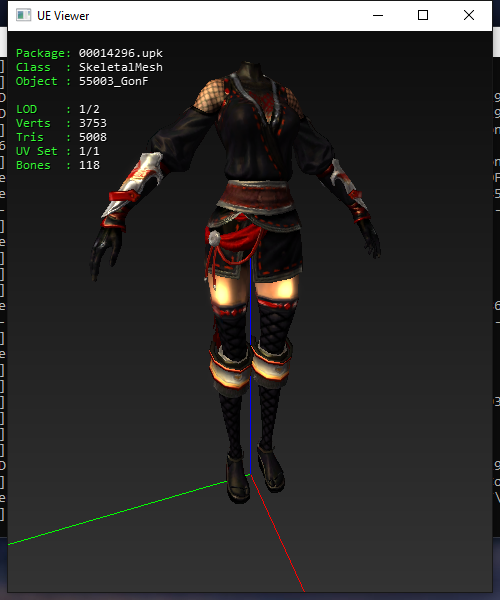 UE Viewer
Package: 00014296.upk
Class : SkeletalMesh
Object : 55003_GonF
LOD : 1/2
Verts : 3753
Tris : 5008
UV Set : 1/1
Bones : 118